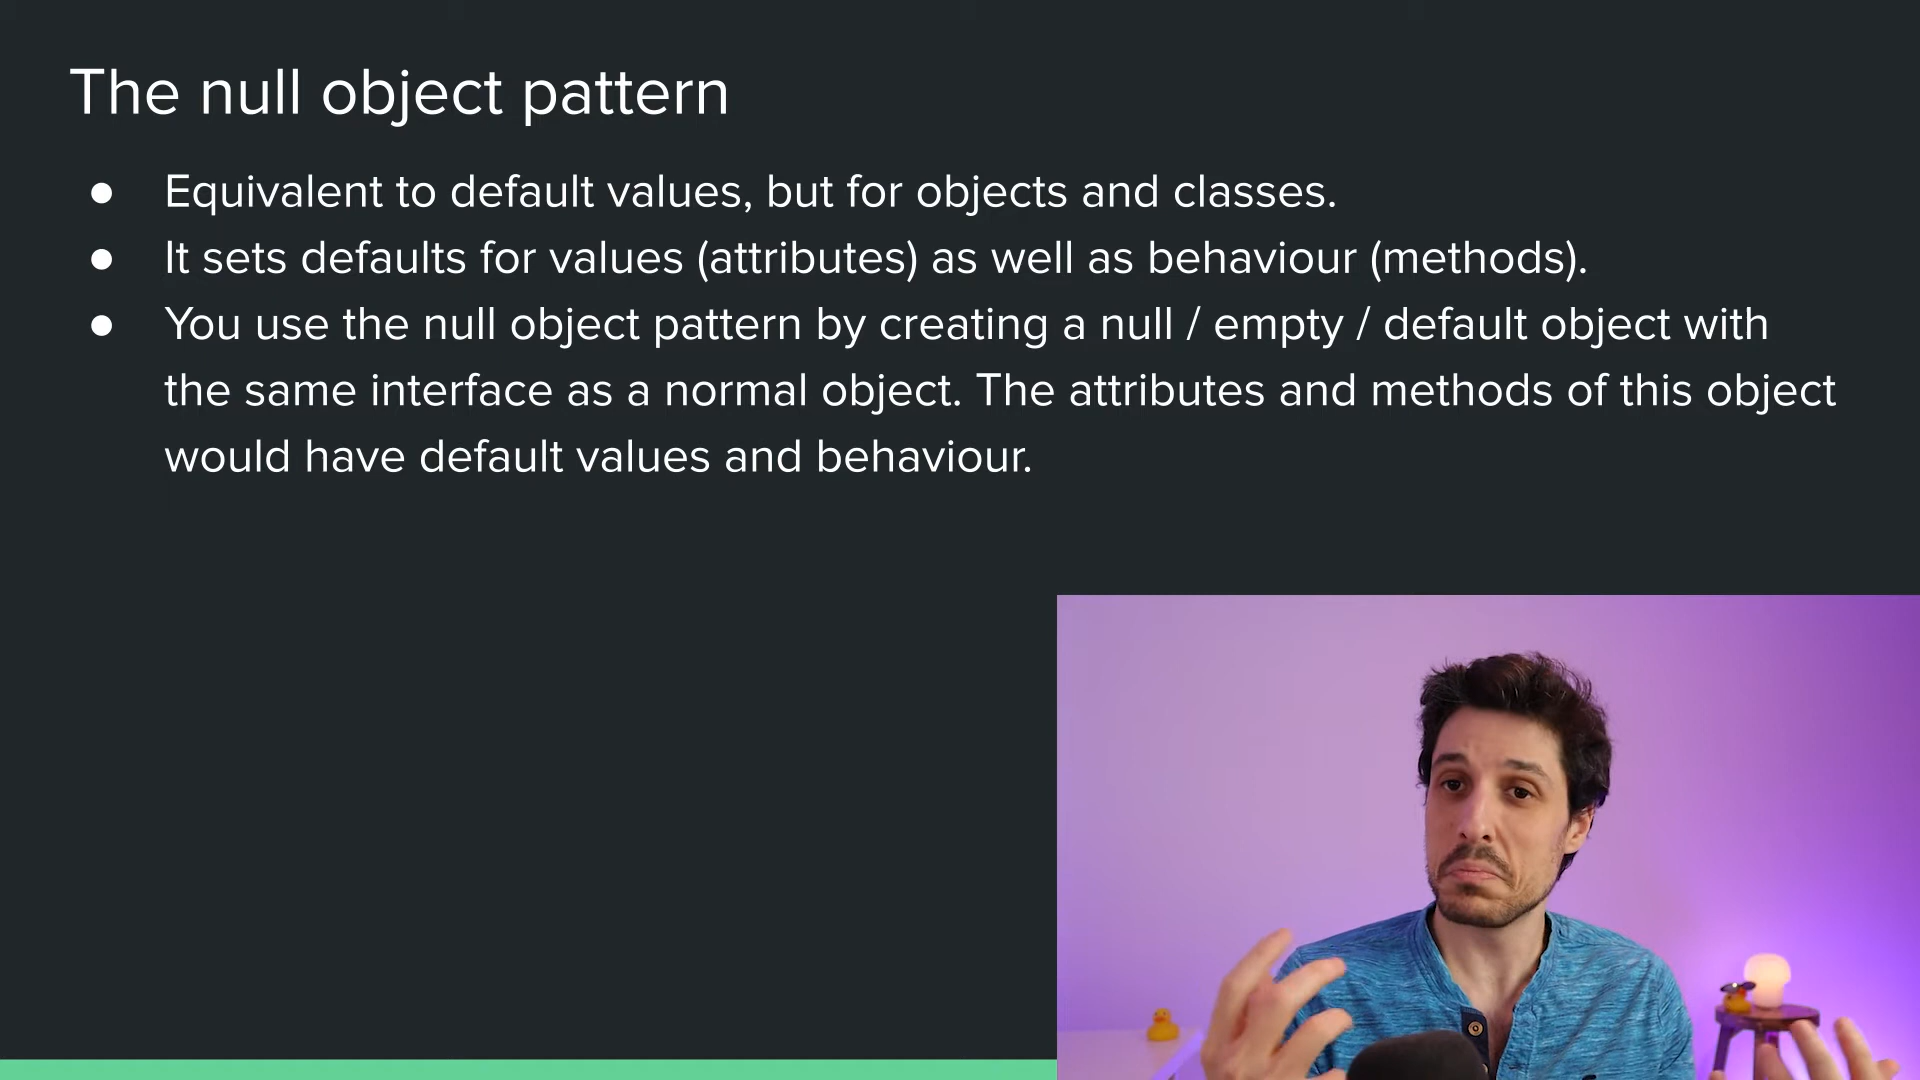 The null object pattern
● Equivalent to default values, but for objects and classes.
● It sets defaults for values (attributes) as well as behaviour (methods).
● You use the null object pattern by creating a null / empty / default object with
the same interface as a normal object. The attributes and methods of this object
would have default values and behaviour.